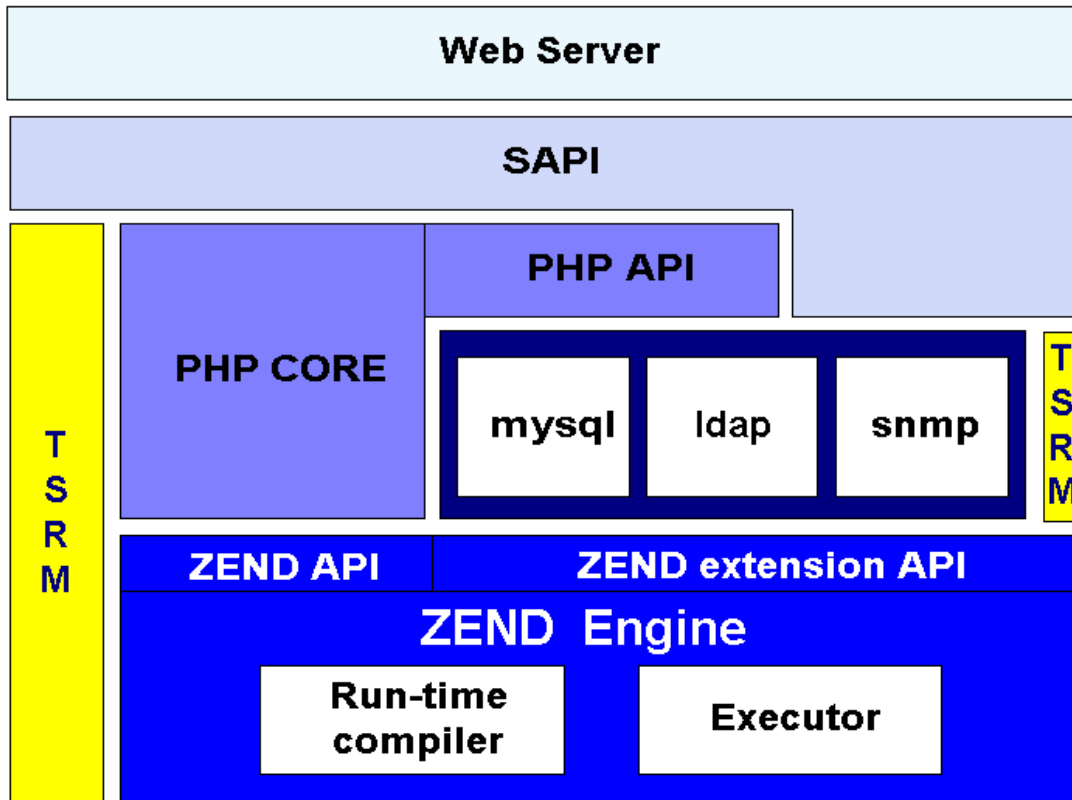 Web Server
SAPI
PHP API
PHP CORE
T
S
R
M
mysql
ldap
snmp
T
S
R
M
ZEND API
ZEND extension API
ZEND Engine
Run-time
compiler
Executor